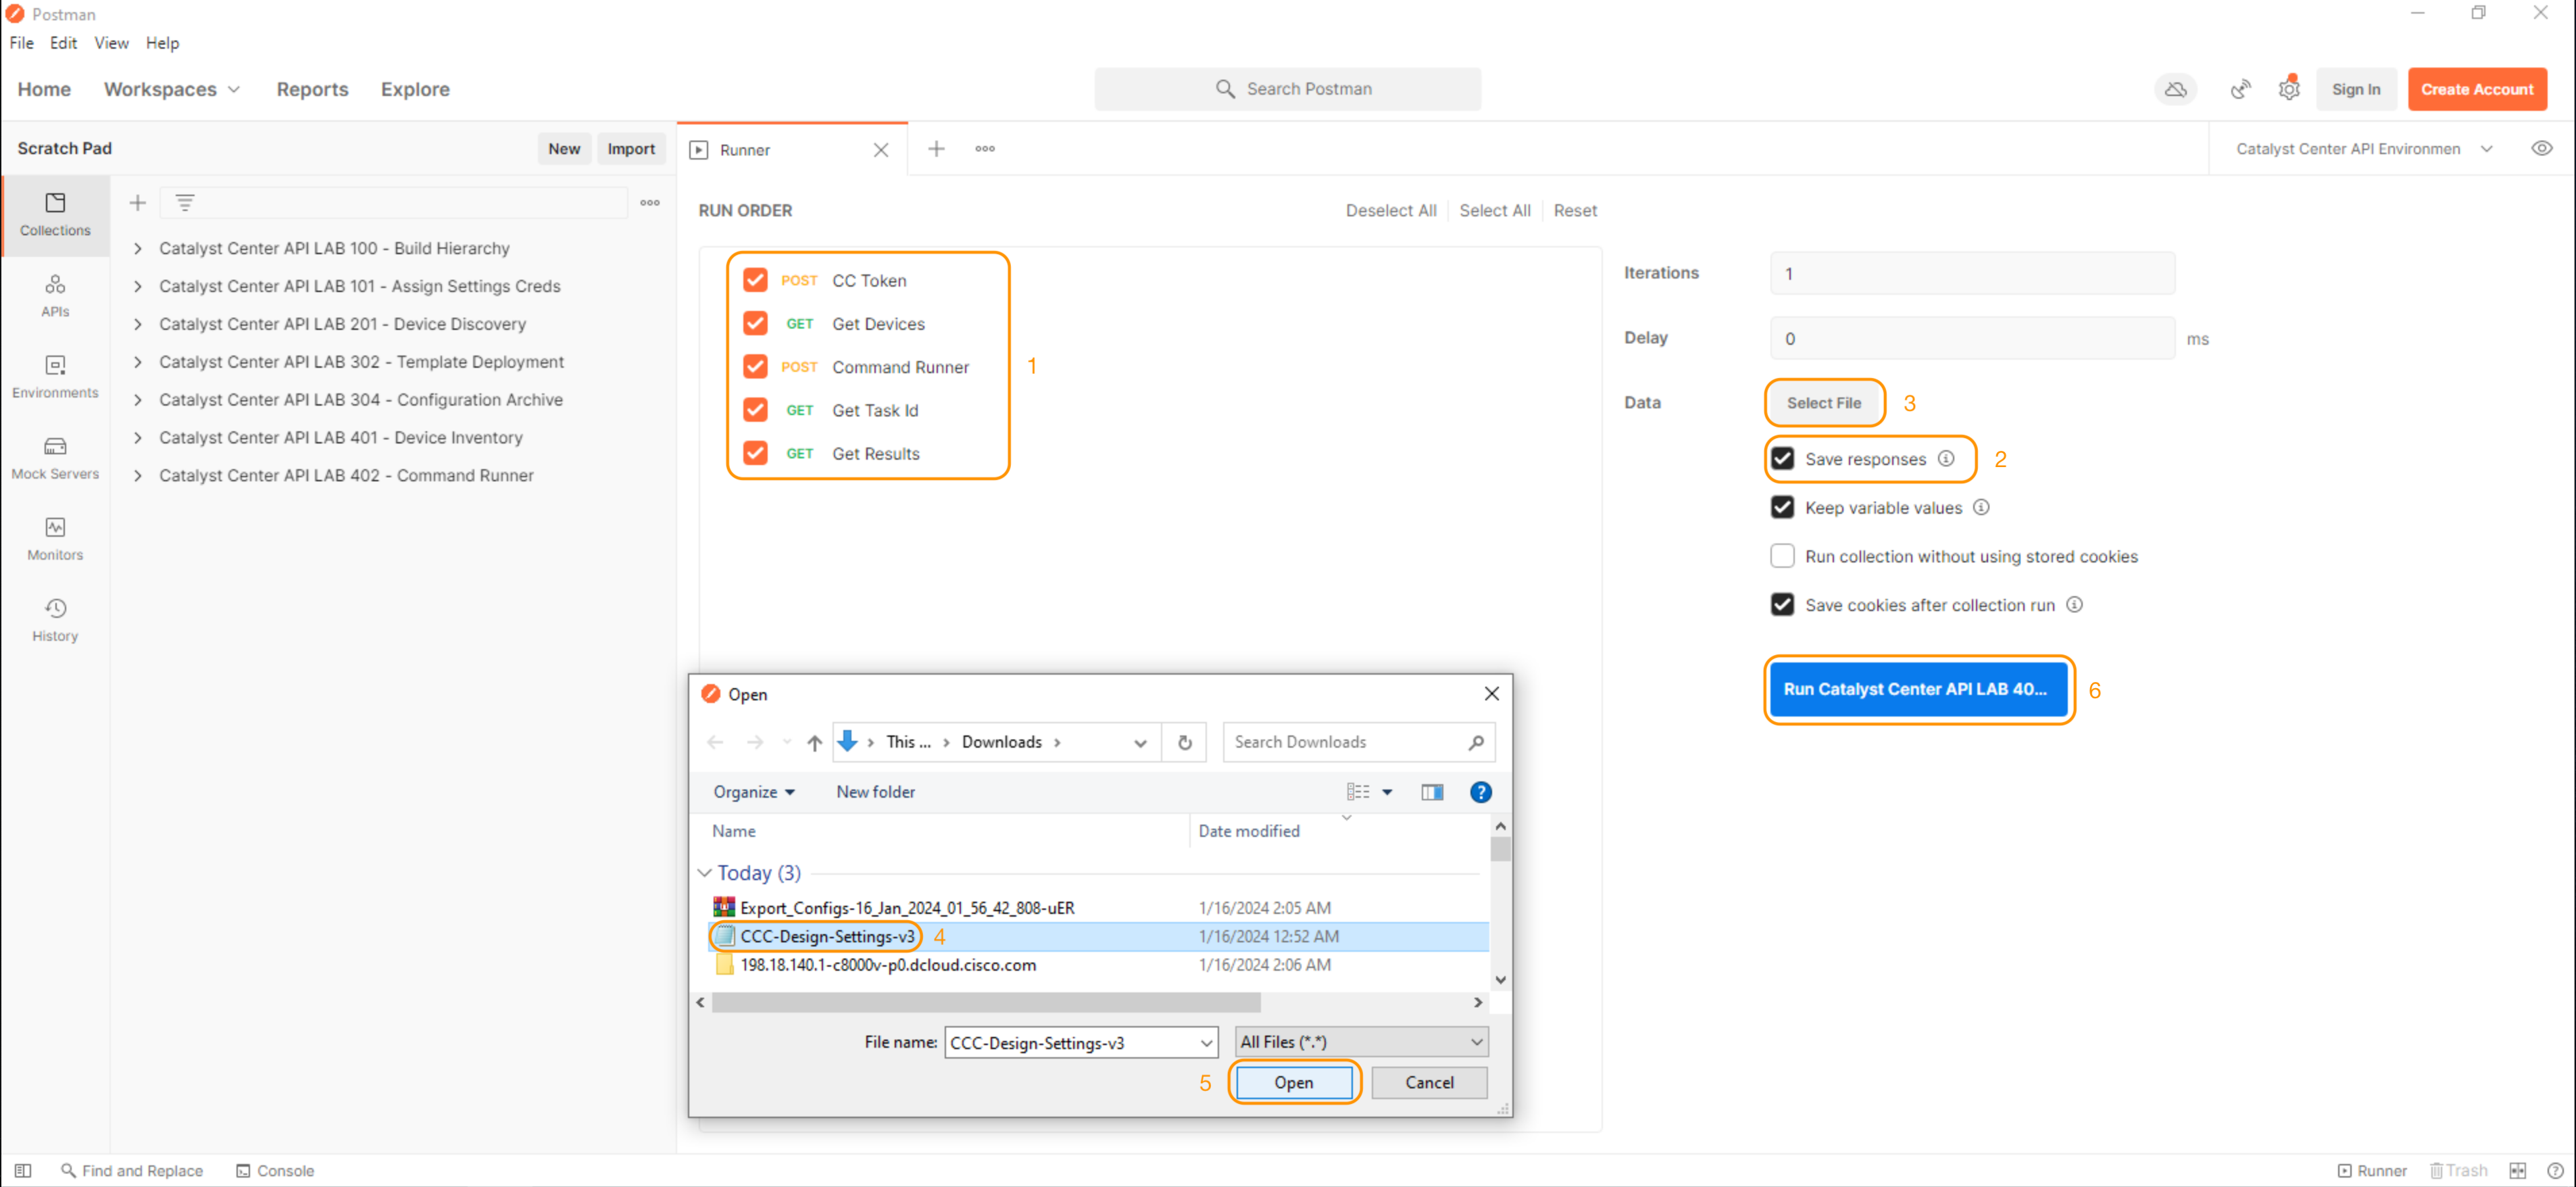 Postman
File Edit View Help
Home Workspaces Reports Explore
Search Postman
Sign In Create Account
Scratch Pad New Import
Runner
Catalyst Center API Environmen
Collections
APIs
Environments
Mock Servers
Monitors
History
Catalyst Center API LAB 100 - Build Hierarchy
Catalyst Center API LAB 101 - Assign Settings Creds
Catalyst Center API LAB 201 - Device Discovery
Catalyst Center API LAB 302 - Template Deployment
Catalyst Center API LAB 304 - Configuration Archive
Catalyst Center API LAB 401 - Device Inventory
Catalyst Center API LAB 402 - Command Runner
RUN ORDER Deselect All Select All Reset
POST CC Token
GET Get Devices
POST Command Runner 1
GET Get Task Id
GET Get Results
Iterations 1
Delay 0 ms
Data Select File 3
Save responses 2
Keep variable values
Run collection without using stored cookies
Save cookies after collection run
Run Catalyst Center API LAB 40... 6
Open
This ... Downloads Search Downloads
Organize New folder
Name Date modified
Today (3)
Export_Configs-16_Jan_2024_01_56_42_808-uER 1/16/2024 2:05 AM
CCC-Design-Settings-v3 4 1/16/2024 12:52 AM
198.18.140.1-c8000v-p0.dcloud.cisco.com 1/16/2024 2:06 AM
File name: CCC-Design-Settings-v3 All Files (*.*)
5 Open Cancel
Find and Replace Console Runner Trash